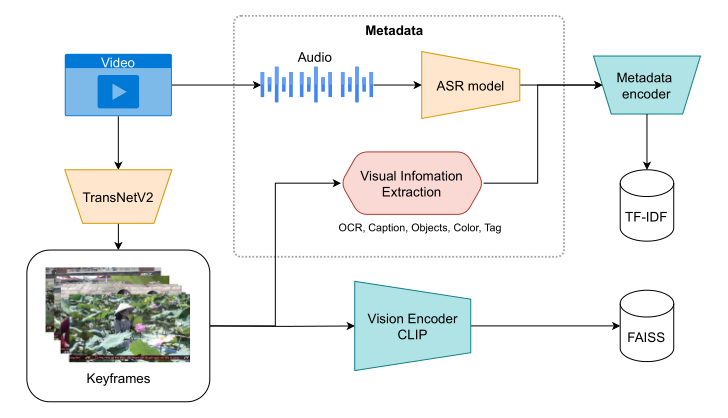 Metadata
Video
Audio
ASR model
Metadata
encoder
TransNetV2
Visual Infomation
Extraction
OCR, Caption, Objects, Color, Tag
TF-IDF
Keyframes
Vision Encoder
CLIP
FAISS